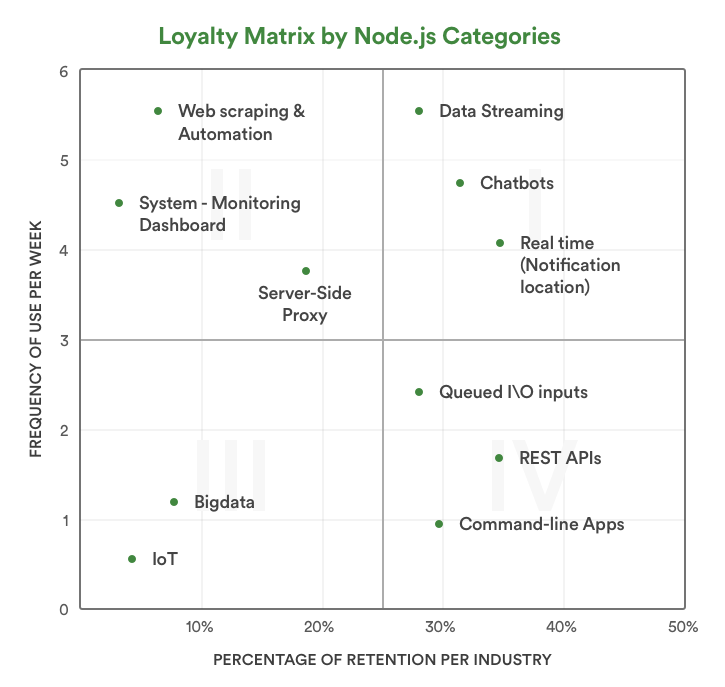 Loyalty Matrix by Node.js Categories
6
5
4
3
2
1
0
FREQUENCY OF USE PER WEEK
Web scraping &
Automation
II
System - Monitoring
Dashboard
Server-Side
Proxy
Data Streaming
Chatbots
I
Real time
(Notification
location)
III
Bigdata
IoT
Queued I\O inputs
IV
REST APIs
Command-line Apps
10%
20%
30%
40%
50%
PERCENTAGE OF RETENTION PER INDUSTRY